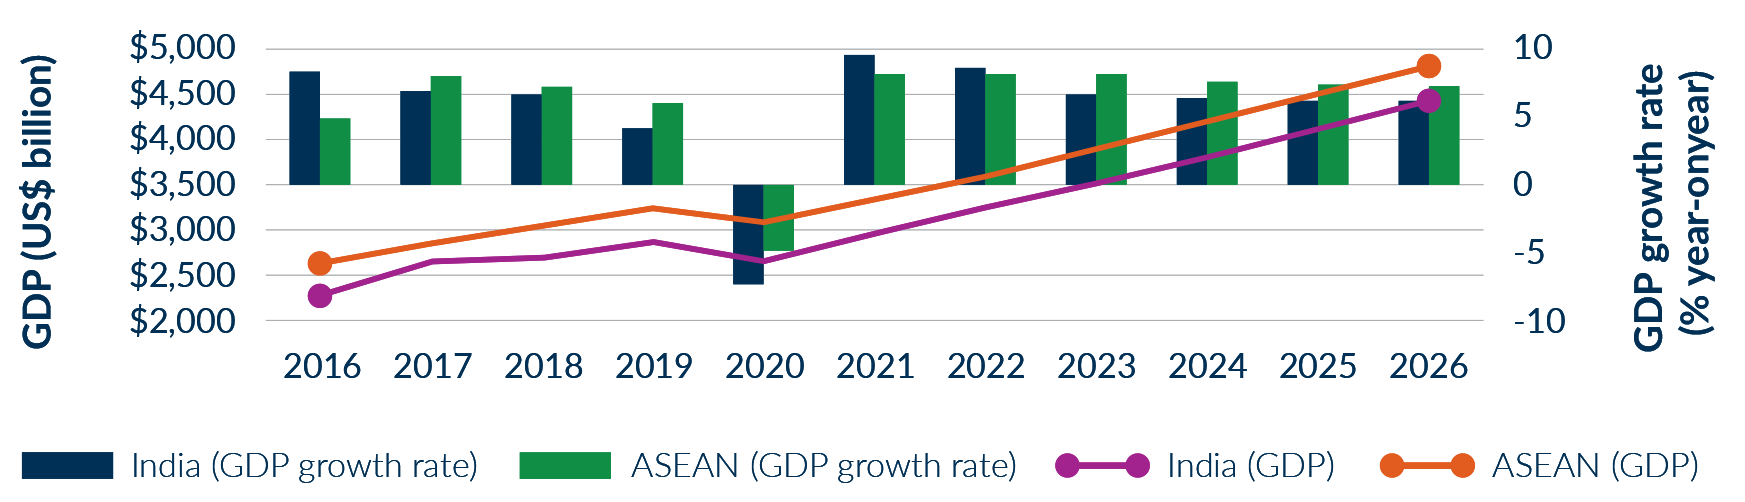 GDP (US$ billion)
$5,000
$4,500
$4,000
$3,500
$3,000
$2,500
$2,000
10
5
0
-5
-10
GDP growth rate
(% year-onyear)
2016 2017 2018 2019 2020 2021 2022 2023 2024 2025 2026
India (GDP growth rate) ASEAN (GDP growth rate) India (GDP) ASEAN (GDP)